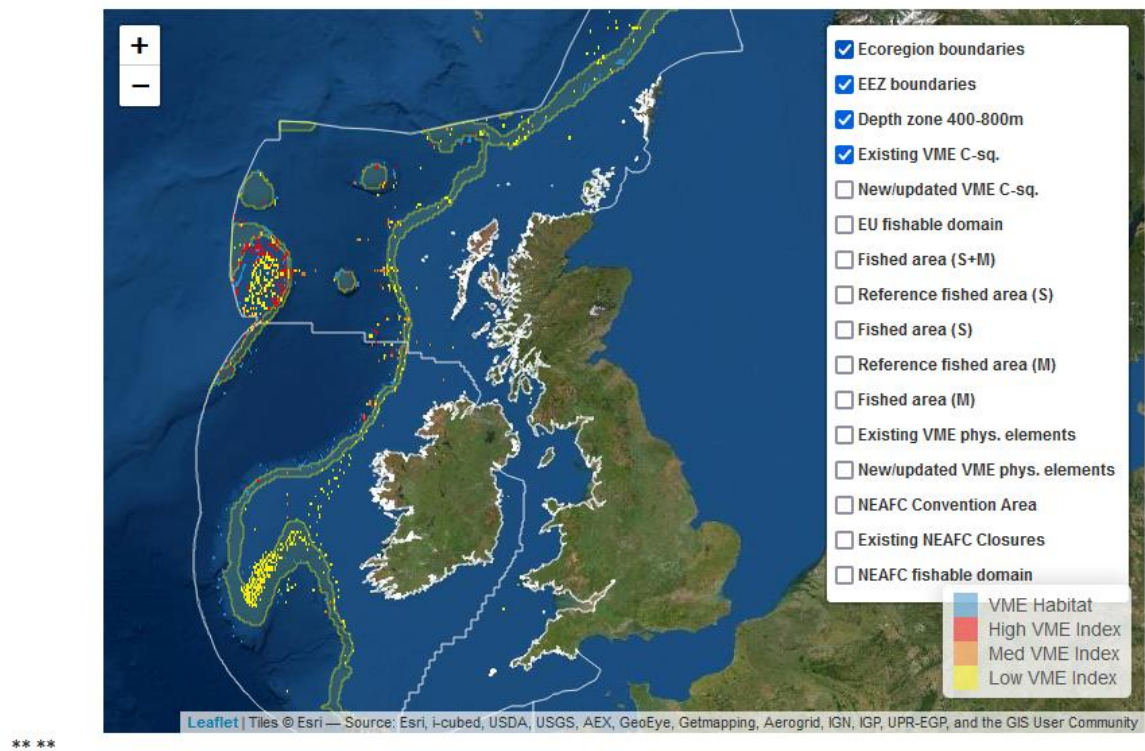 +
−
Ecoregion boundaries
EEZ boundaries
Depth zone 400-800m
Existing VME C-sq.
New/updated VME C-sq.
EU fishable domain
Fished area (S+M)
Reference fished area (S)
Fished area (S)
Reference fished area (M)
Fished area (M)
Existing VME phys. elements
New/updated VME phys. elements
NEAFC Convention Area
Existing NEAFC Closures
NEAFC fishable domain
VME Habitat
High VME Index
Med VME Index
Low VME Index
Leaflet | Tiles © Esri — Source: Esri, i-cubed, USDA, USGS, AEX, GeoEye, Getmapping, Aerogrid, IGN, IGP, UPR-EGP, and the GIS User Community
** **